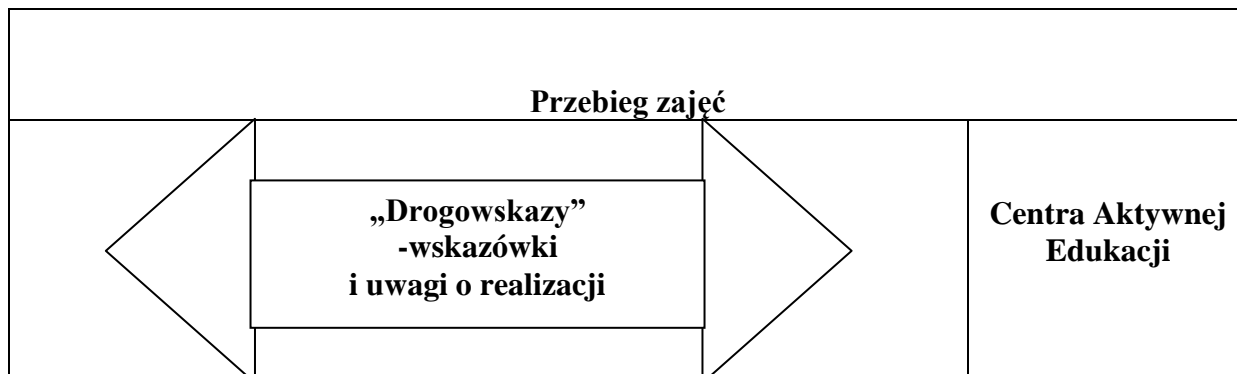 Przebieg zajęć
„Drogowskazy”
-wskazówki
i uwagi o realizacji
Centra Aktywnej
Edukacji